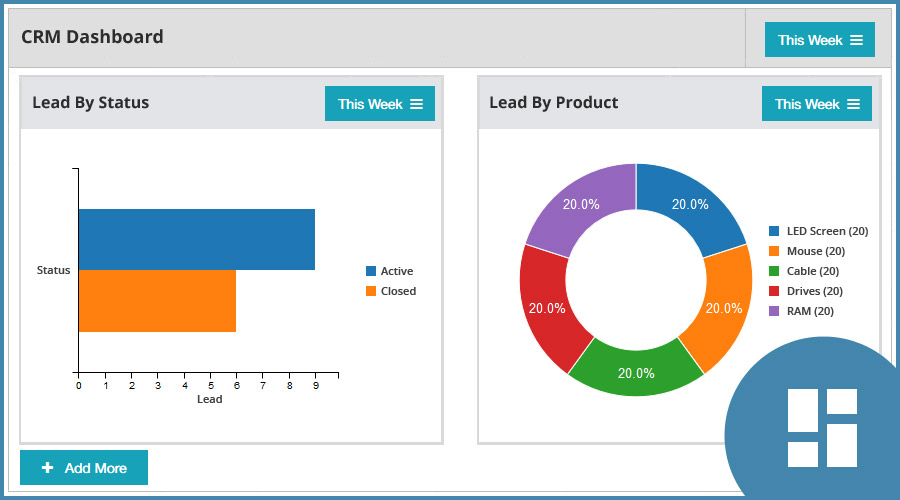 CRM Dashboard
This Week
Lead By Status
This Week
Status
0 1 2 3 4 5 6 7 8 9
Lead
Active
Closed
Lead By Product
This Week
20.0%
20.0%
20.0%
20.0%
20.0%
LED Screen (20)
Mouse (20)
Cable (20)
Drives (20)
RAM (20)
+ Add More